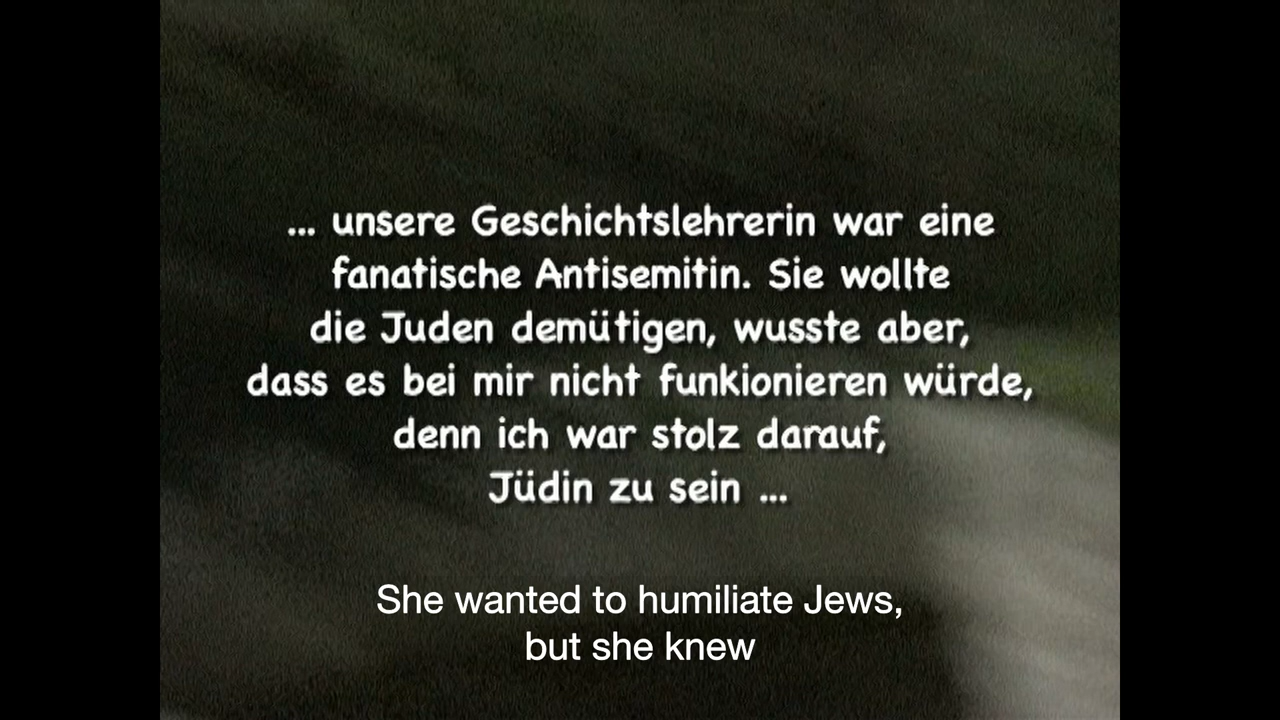 ... unsere Geschichtslehrerin war eine
fanatische Antisemitin. Sie wollte
die Juden demütigen, wusste aber,
dass es bei mir nicht funkionieren würde,
denn ich war stolz darauf,
Jüdin zu sein ...
She wanted to humiliate Jews,
but she knew